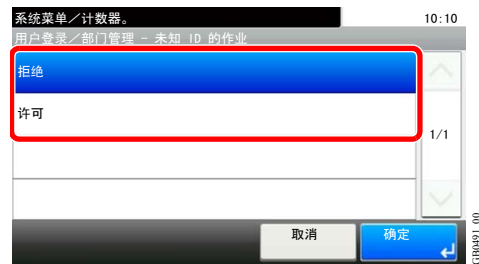 系统菜单／计数器。
10:10
用户登录／部门管理 - 未知 ID 的作业
拒绝
许可
1/1
取消
确定
GB0491_00